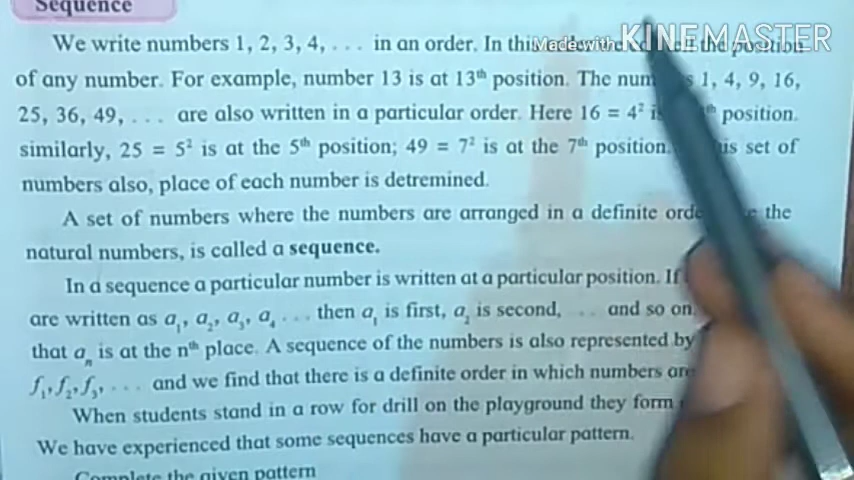 Sequence
We write numbers 1, 2, 3, 4, . . . in an order. In this the position
Made with KINEMASTER
of any number. For example, number 13 is at 13th position. The num s 1, 4, 9, 16,
25, 36, 49, . . . are also written in a particular order. Here 16 = 4² is th position.
similarly, 25 = 5² is at the 5th position; 49 = 7² is at the 7th position. is set of
numbers also, place of each number is detremined.
A set of numbers where the numbers are arranged in a definite orde the
natural numbers, is called a sequence.
In a sequence a particular number is written at a particular position. If
are written as a₁, a₂, a₃, a₄ . . . then a₁ is first, a₂ is second, . . . and so on.
that aₙ is at the nth place. A sequence of the numbers is also represented by
f₁, f₂, f₃, . . . and we find that there is a definite order in which numbers are
When students stand in a row for drill on the playground they form
We have experienced that some sequences have a particular pattern.
Complete the given pattern